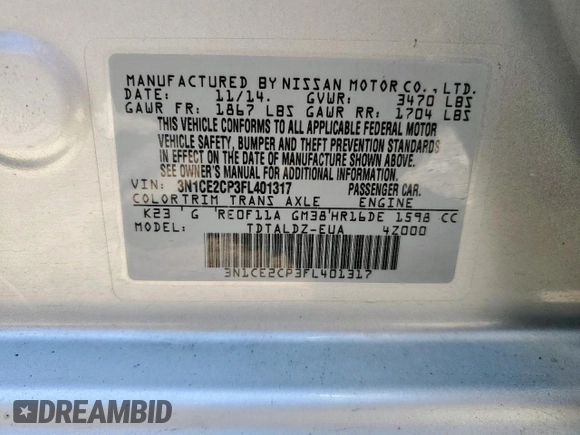 MANUFACTURED BY NISSAN MOTOR CO., LTD.
DATE: 11/14. GVWR: 3470 LBS
GAWR FR: 1867 LBS GAWR RR: 1704 LBS
THIS VEHICLE CONFORMS TO ALL APPLICABLE FEDERAL MOTOR
VEHICLE SAFETY, BUMPER AND THEFT PREVENTION STANDARDS
IN EFFECT ON THE DATE OF MANUFACTURE SHOWN ABOVE.
SEE OWNER'S MANUAL FOR ADDITIONAL INFORMATION.
VIN: 3N1CE2CP3FL401317 PASSENGER CAR.
COLOR TRIM TRANS AXLE ENGINE
K23 ' G 'RE0F11A GM38'HR16DE 1598 CC
MODEL: TDTALDZ-EUA 4Z000
3N1CE2CP3FL401317
DREAMBID